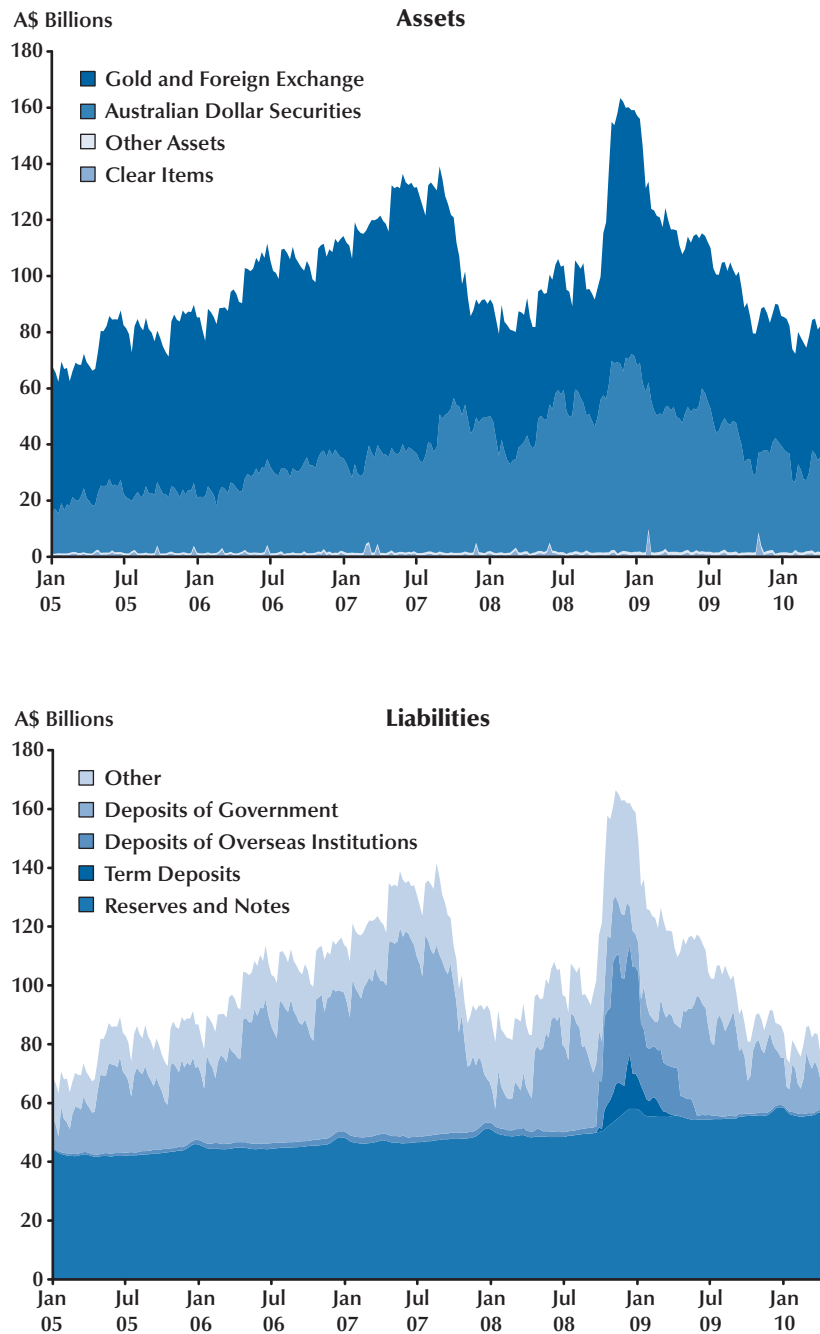 A$ Billions
Assets
180
160
140
120
100
80
60
40
20
0
Gold and Foreign Exchange
Australian Dollar Securities
Other Assets
Clear Items
Jan Jul Jan Jul Jan Jul Jan Jul Jan Jul Jan
05 05 06 06 07 07 08 08 09 09 10
A$ Billions
Liabilities
180
160
140
120
100
80
60
40
20
0
Other
Deposits of Government
Deposits of Overseas Institutions
Term Deposits
Reserves and Notes
Jan Jul Jan Jul Jan Jul Jan Jul Jan Jul Jan
05 05 06 06 07 07 08 08 09 09 10